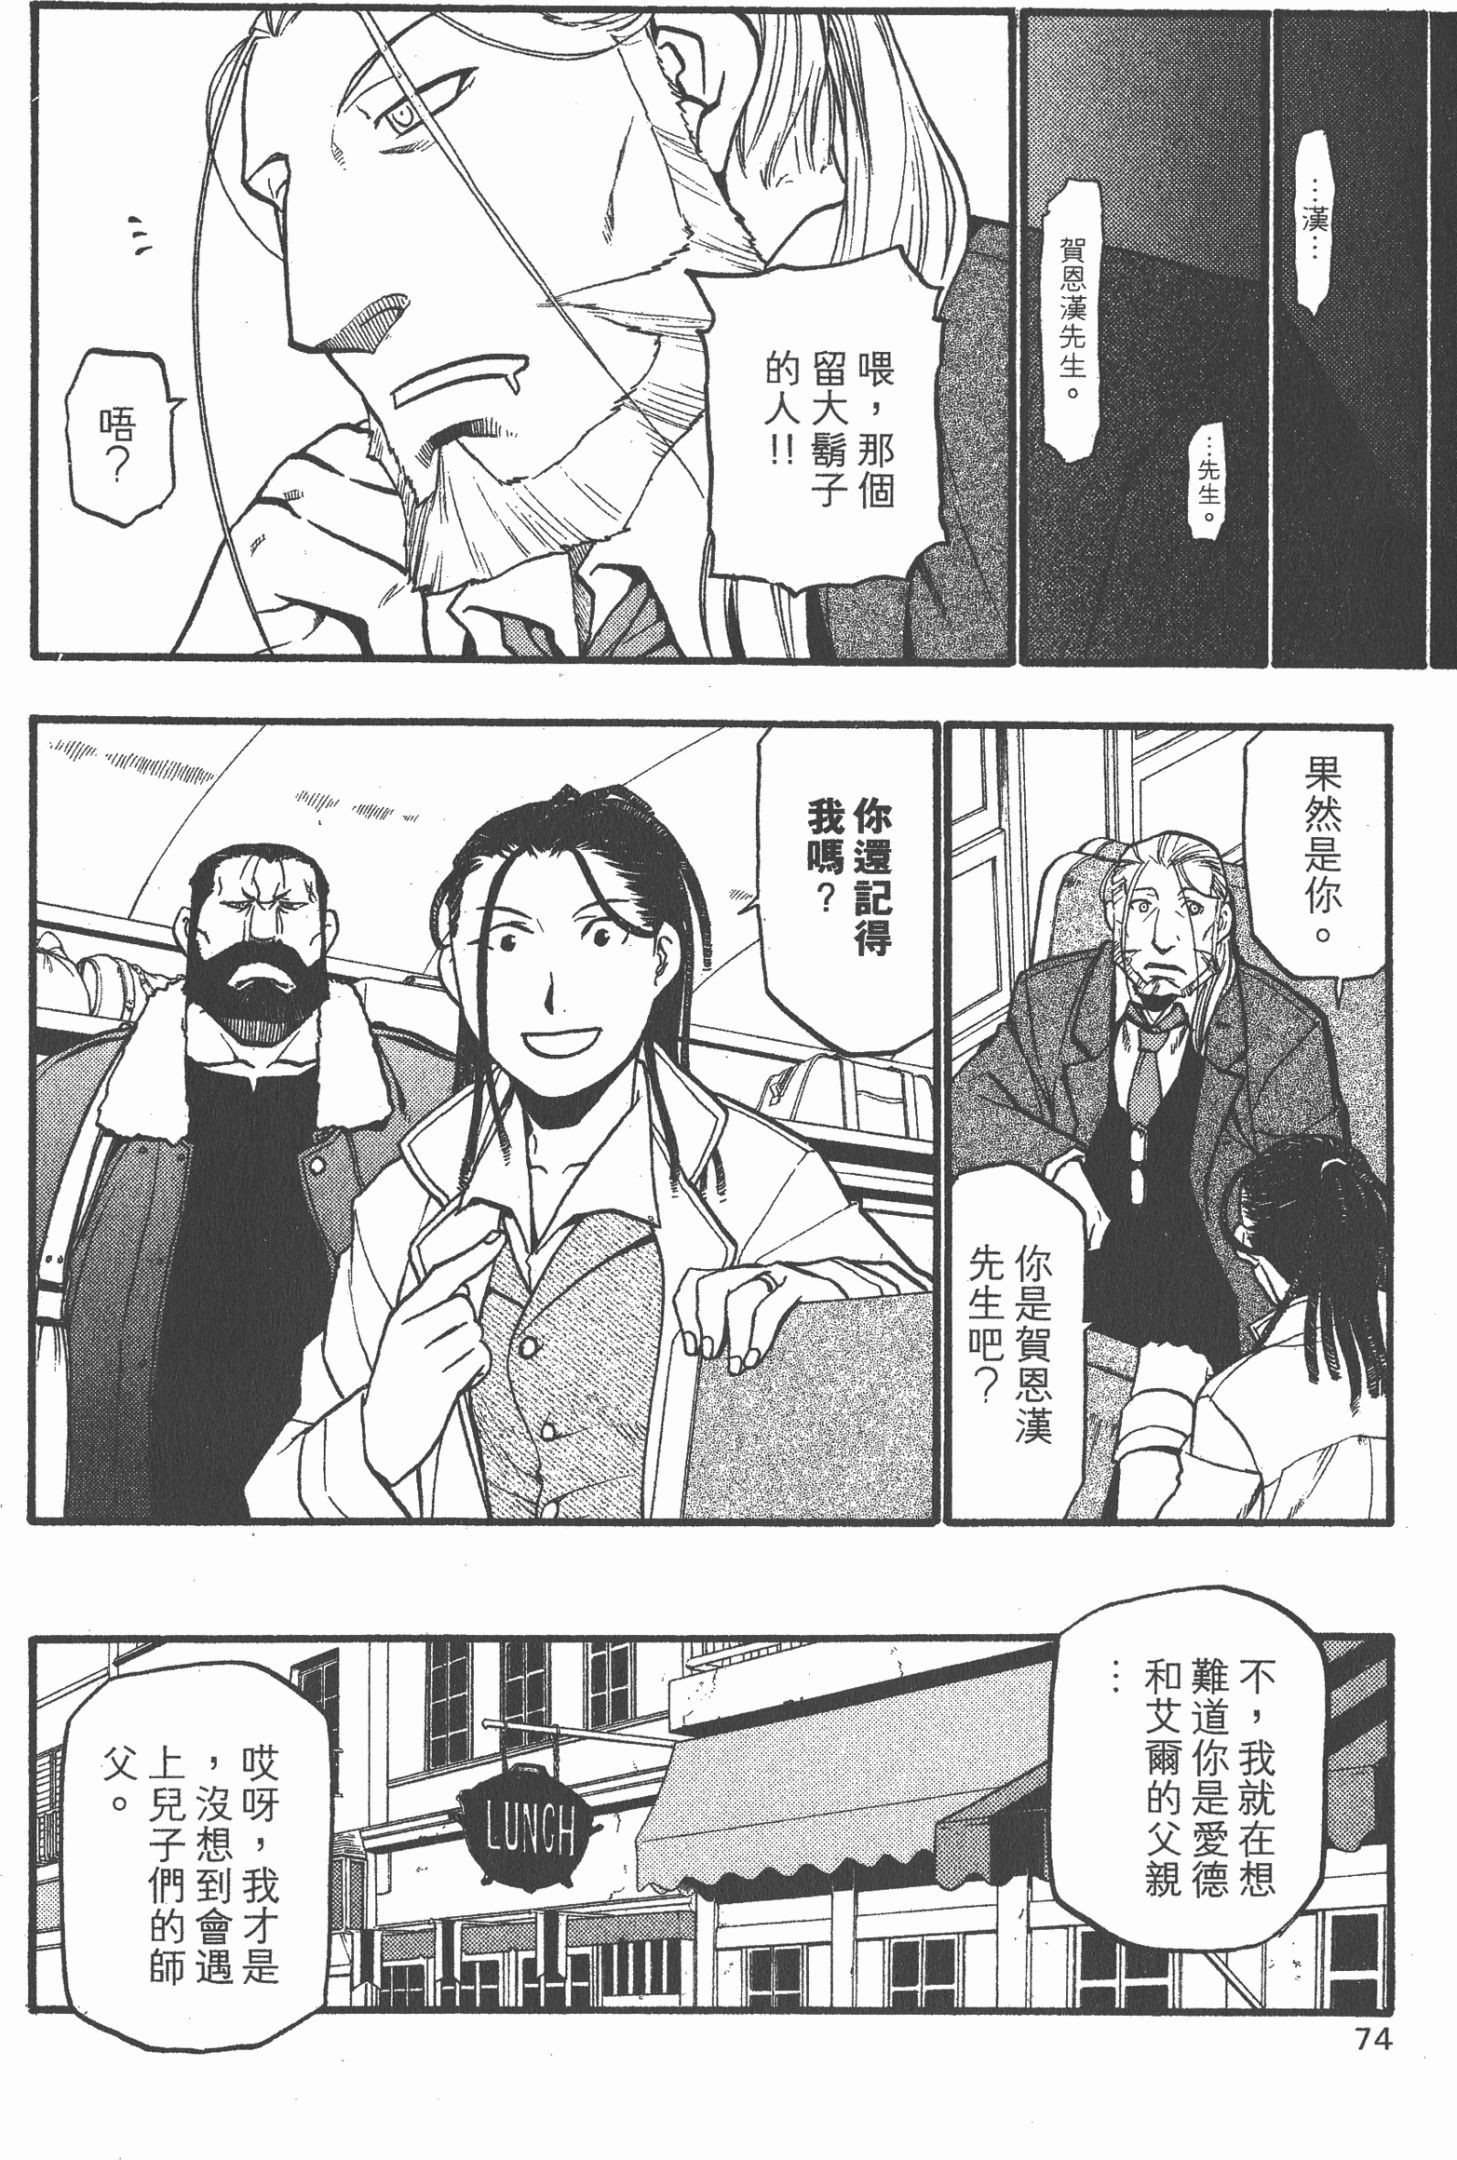 …漢…
…先生。
賀恩漢先生。
喂，那個
留大鬍子
的人!!
唔？
果然是你。
你是賀恩漢
先生吧？
你還記得
我嗎？
不，我就在想
難道你是愛德
和艾爾的父親
…
LUNCH
哎呀，我才是
，沒想到會遇
上兒子們的師
父。
74